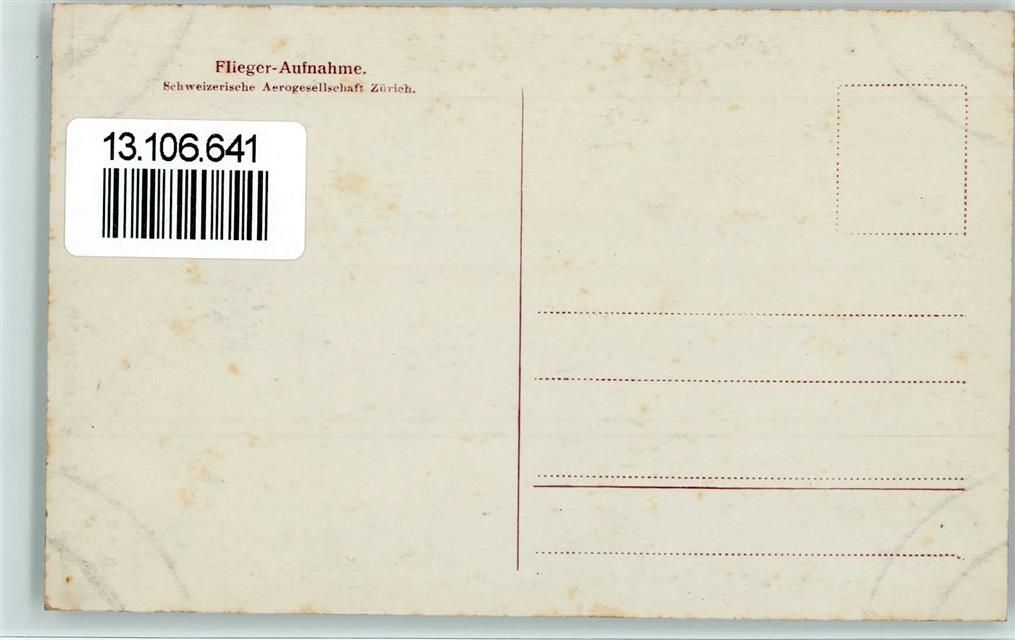 Flieger-Aufnahme.
Schweizerische Aerogesellschaft Zürich.
13.106.641